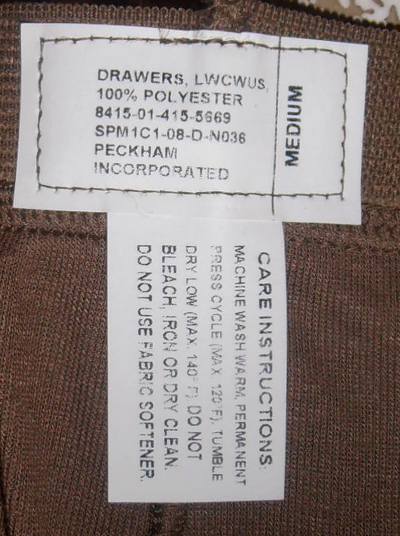 DRAWERS, LWCWUS,
100% POLYESTER
8415-01-415-5669
SPM1C1-08-D-N036
PECKHAM
INCORPORATED
MEDIUM
CARE INSTRUCTIONS:
MACHINE WASH WARM, PERMANENT
PRESS CYCLE (MAX 120°F), TUMBLE
DRY LOW (MAX. 140°F); DO NOT
BLEACH, IRON OR DRY CLEAN.
DO NOT USE FABRIC SOFTENER.